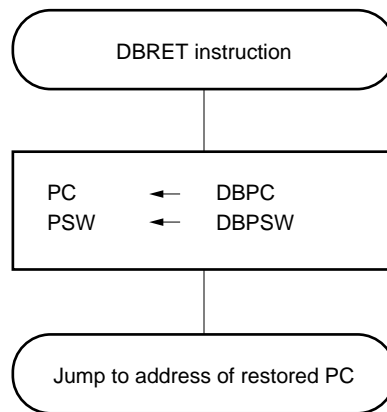 DBRET instruction
PC ← DBPC
PSW ← DBPSW
Jump to address of restored PC